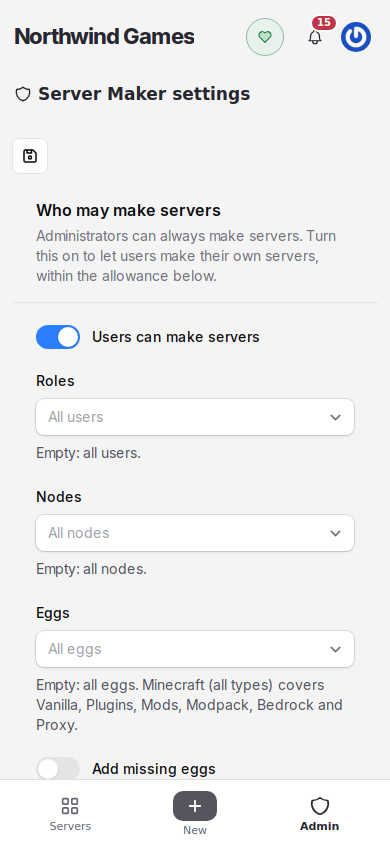 Northwind Games
15
Server Maker settings
Who may make servers
Administrators can always make servers. Turn
this on to let users make their own servers,
within the allowance below.
Users can make servers
Roles
All users
Empty: all users.
Nodes
All nodes
Empty: all nodes.
Eggs
All eggs
Empty: all eggs. Minecraft (all types) covers
Vanilla, Plugins, Mods, Modpack, Bedrock and
Proxy.
Add missing eggs
Servers
New
Admin